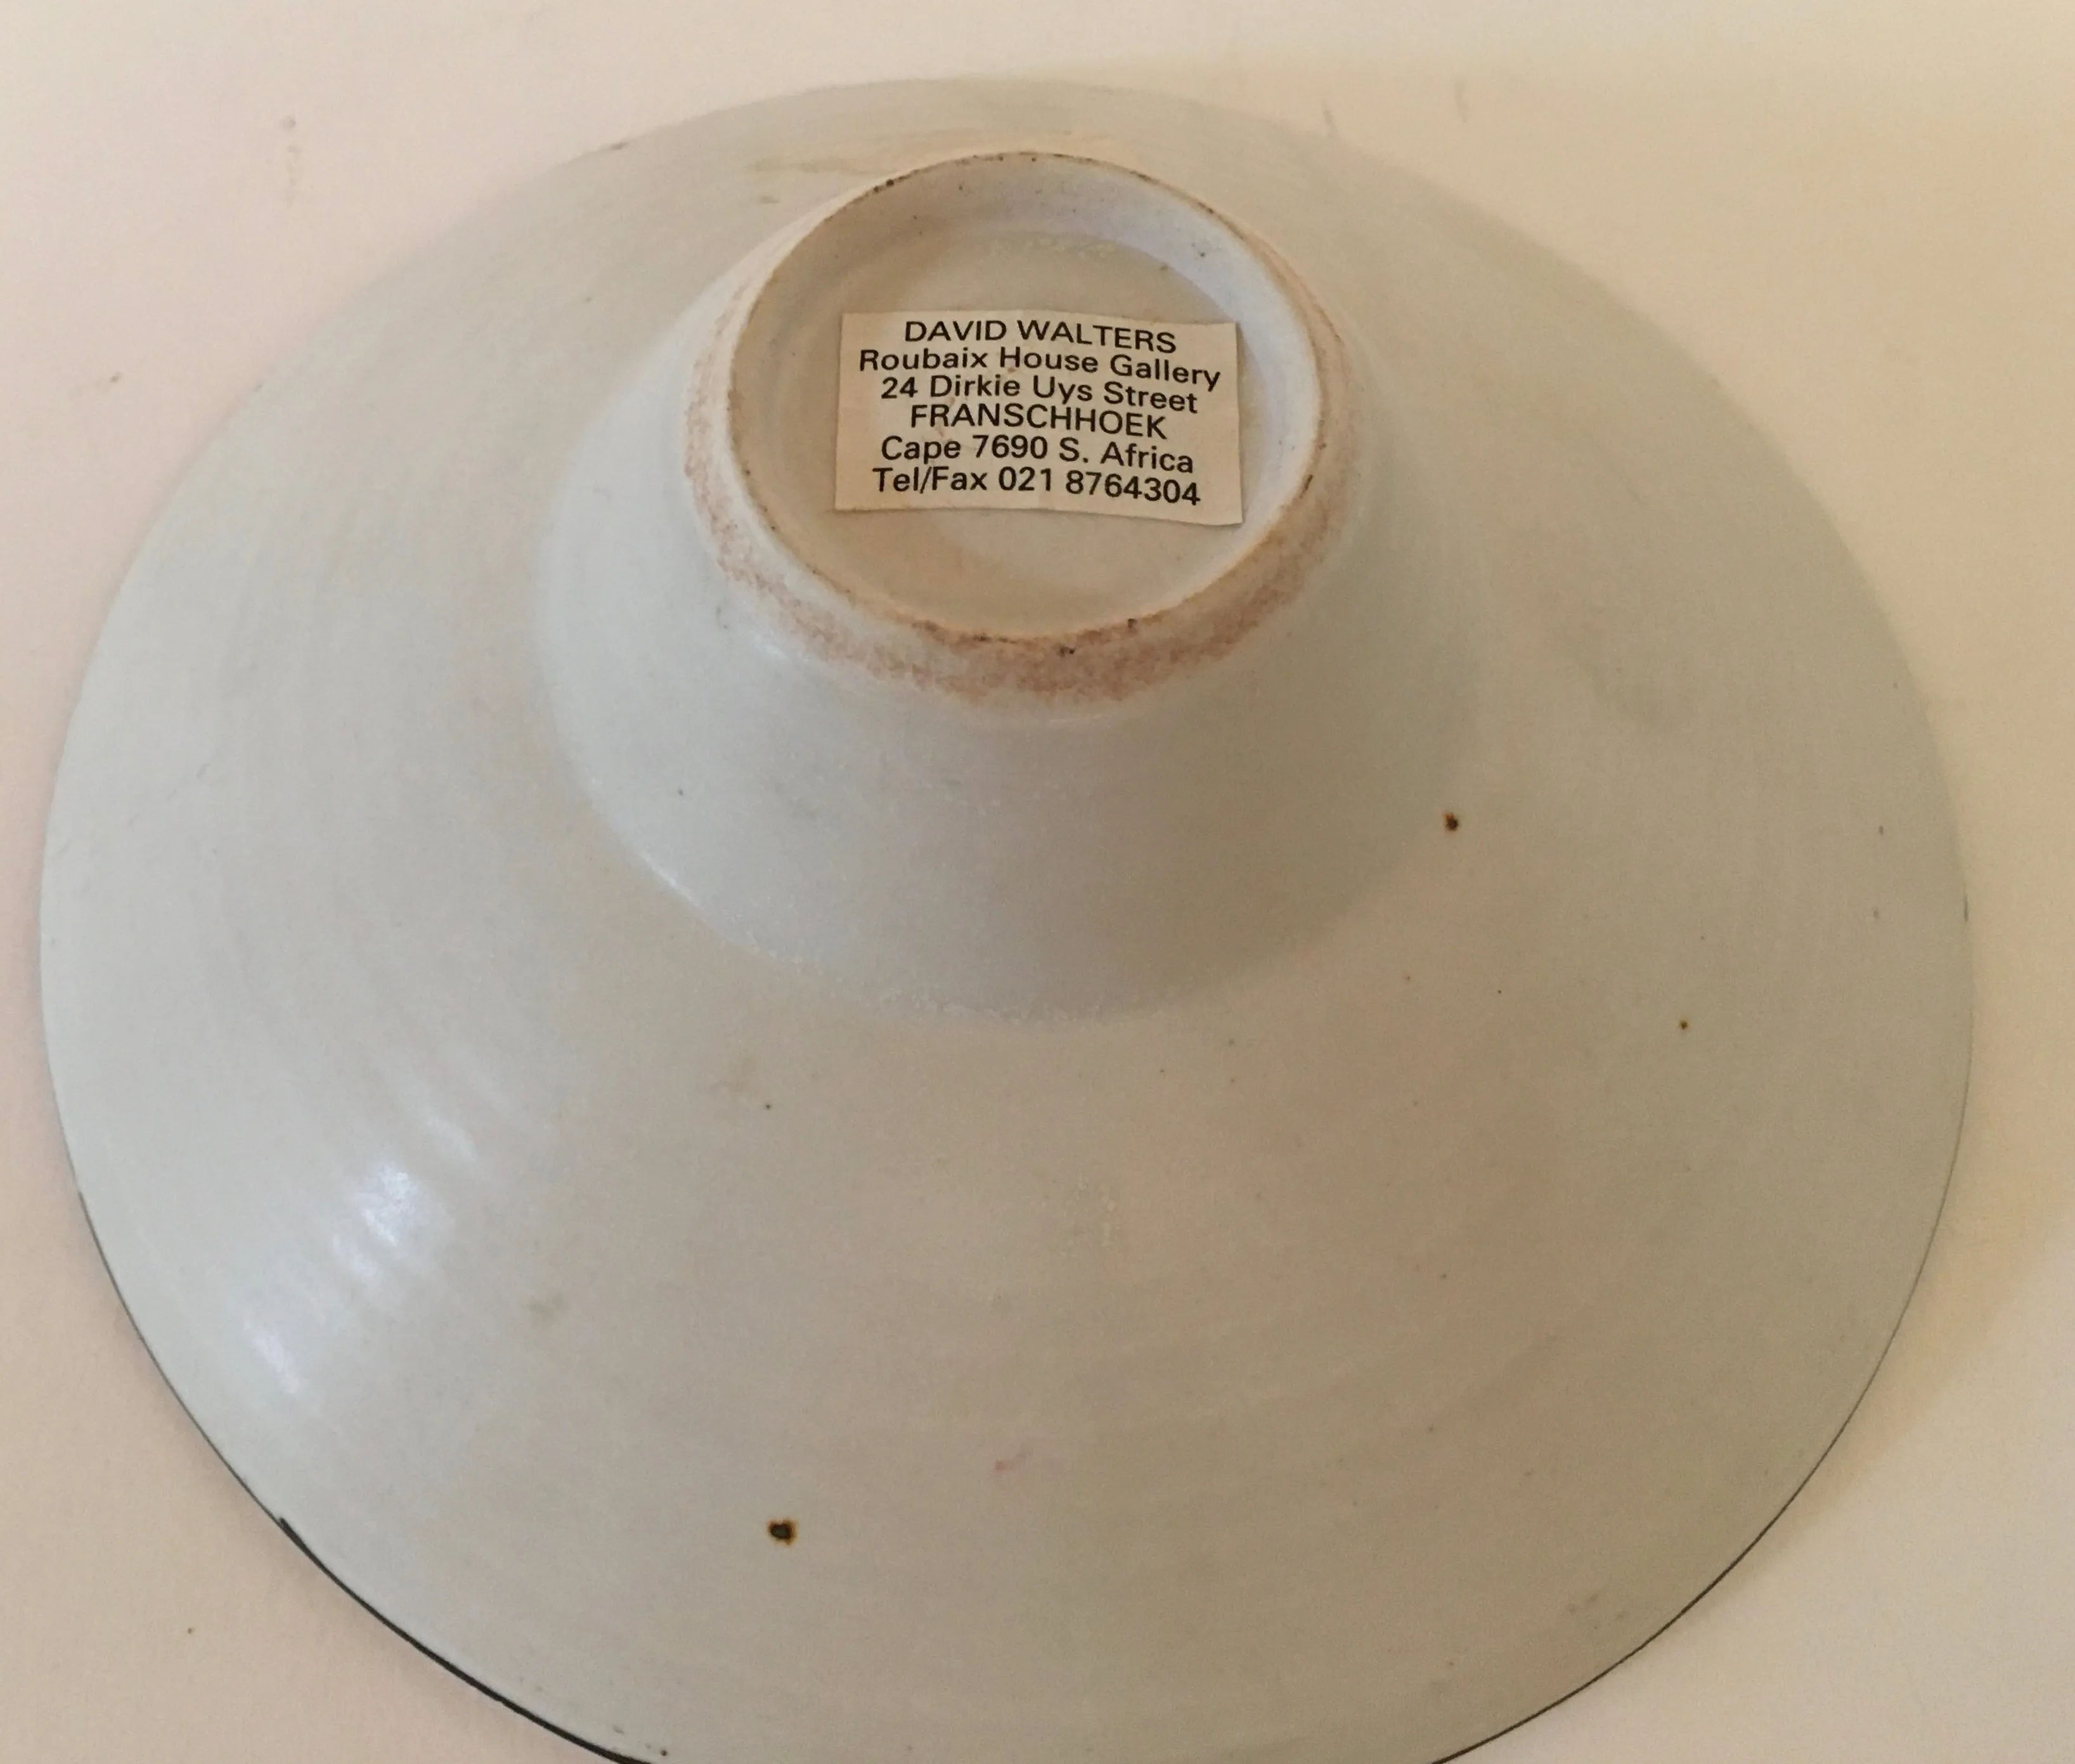 DAVID WALTERS
Roubaix House Gallery
24 Dirkie Uys Street
FRANSCHHOEK
Cape 7690 S. Africa
Tel/Fax 021 8764304